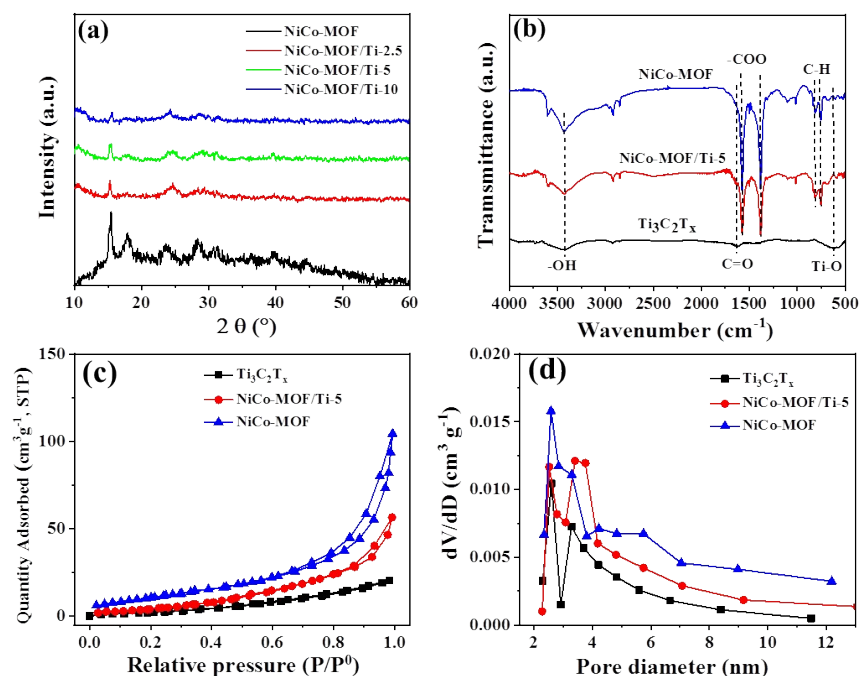 (a)
NiCo-MOF
NiCo-MOF/Ti-2.5
NiCo-MOF/Ti-5
NiCo-MOF/Ti-10
Intensity (a.u.)
10 20 30 40 50 60
2 θ (°)
(b)
-COO
C-H
NiCo-MOF
NiCo-MOF/Ti-5
Ti₃C₂Tₓ
-OH
C=O
Ti-O
Transmittance (a.u.)
4000 3500 3000 2500 2000 1500 1000 500
Wavenumber (cm⁻¹)
(c)
Ti₃C₂Tₓ
NiCo-MOF/Ti-5
NiCo-MOF
Quantity Adsorbed (cm³g⁻¹, STP)
150
100
50
0
0.0 0.2 0.4 0.6 0.8 1.0
Relative pressure (P/P⁰)
(d)
Ti₃C₂Tₓ
NiCo-MOF/Ti-5
NiCo-MOF
dV/dD (cm³ g⁻¹)
0.020
0.015
0.010
0.005
0.000
0 2 4 6 8 10 12
Pore diameter (nm)